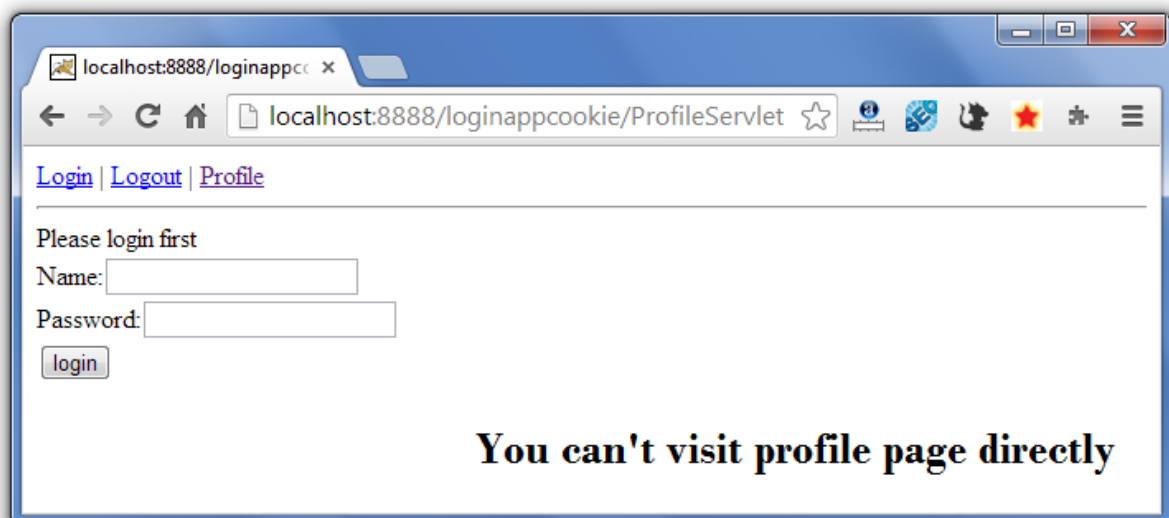 localhost:8888/loginappco
localhost:8888/loginappcookie/ProfileServlet
Login | Logout | Profile
Please login first
Name:
Password:
login
You can't visit profile page directly